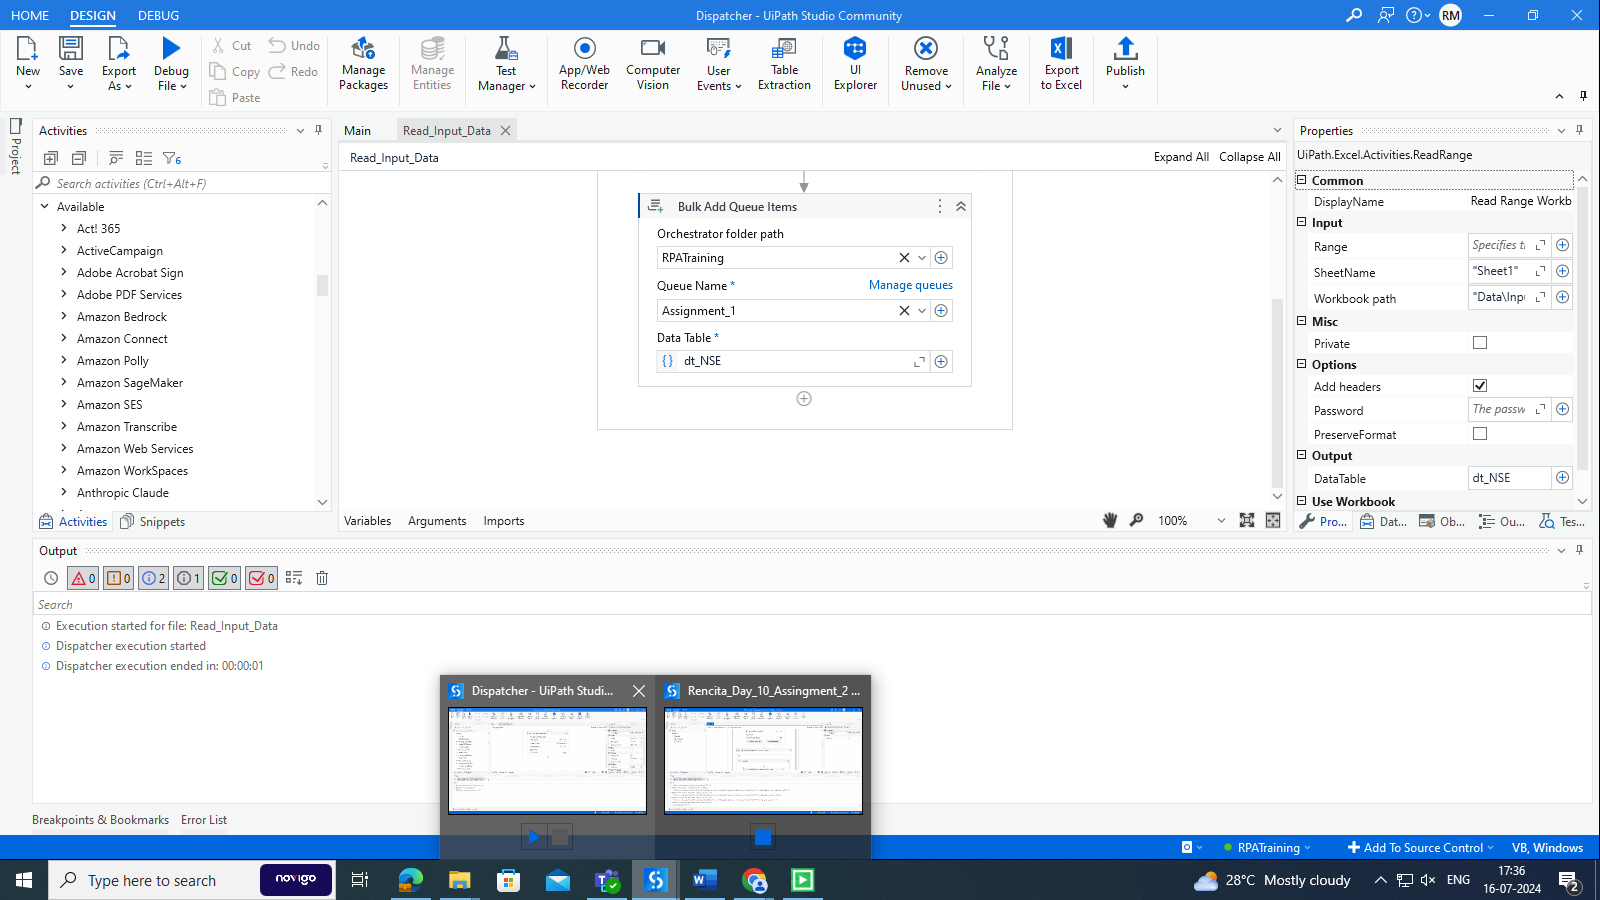 HOME DESIGN DEBUG
Dispatcher - UiPath Studio Community
RM
New
Save
Export As
Debug File
Cut
Copy
Paste
Undo
Redo
Manage Packages
Manage Entities
Test Manager
App/Web Recorder
Computer Vision
User Events
Table Extraction
UI Explorer
Remove Unused
Analyze File
Export to Excel
Publish
Project
Activities
6
Search activities (Ctrl+Alt+F)
Available
Act! 365
ActiveCampaign
Adobe Acrobat Sign
Adobe PDF Services
Amazon Bedrock
Amazon Connect
Amazon Polly
Amazon SageMaker
Amazon SES
Amazon Transcribe
Amazon Web Services
Amazon WorkSpaces
Anthropic Claude
Activities Snippets
Main Read_Input_Data
Read_Input_Data
Expand All Collapse All
Bulk Add Queue Items
Orchestrator folder path
RPATraining
Queue Name *
Manage queues
Assignment_1
Data Table *
dt_NSE
Variables Arguments Imports
100%
Properties
UiPath.Excel.Activities.ReadRange
Common
DisplayName Read Range Workb
Input
Range Specifies t
SheetName "Sheet1"
Workbook path "Data\Inp
Misc
Private
Options
Add headers
Password The passw
PreserveFormat
Output
DataTable dt_NSE
Use Workbook
Pro... Dat... Ob... Ou... Tes...
Output
0 0 2 1 0 0
Search
Execution started for file: Read_Input_Data
Dispatcher execution started
Dispatcher execution ended in: 00:00:01
Dispatcher - UiPath Studi...
Rencita_Day_10_Assingment_2 ...
Breakpoints & Bookmarks Error List
RPATraining
Add To Source Control
VB, Windows
Type here to search
novigo
28°C Mostly cloudy
ENG
17:36
16-07-2024
2